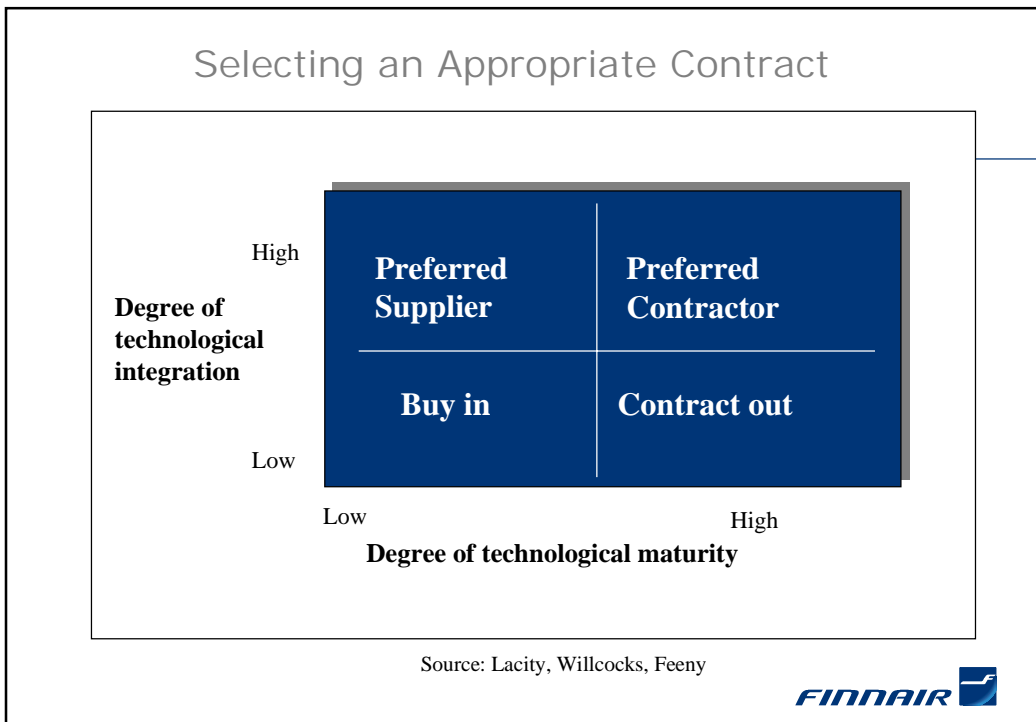 Selecting an Appropriate Contract
High
Preferred
Supplier
Preferred
Contractor
Degree of
technological
integration
Buy in
Contract out
Low
Low
High
Degree of technological maturity
Source: Lacity, Willcocks, Feeny
FINNAIR